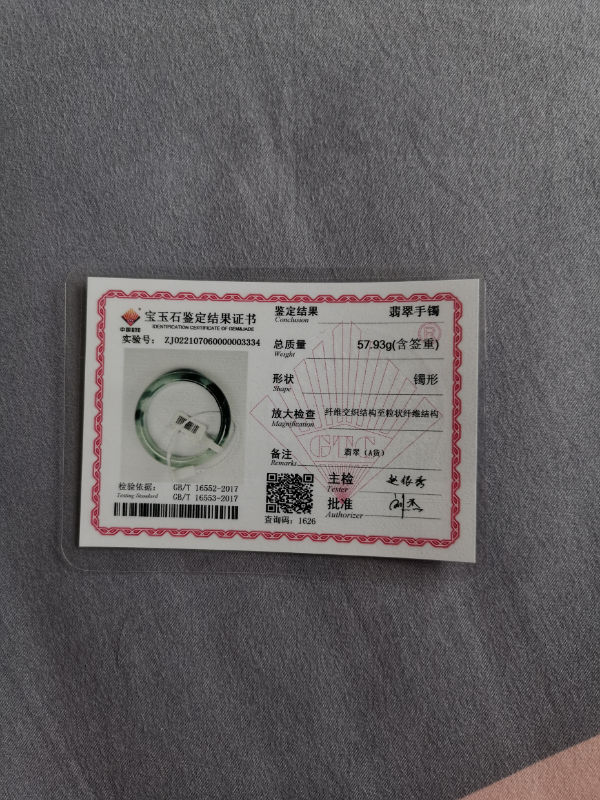 宝玉石鉴定结果证书
IDENTIFICATION CERTIFICATE OF GEM&JADE
实验号: ZJ0221070600000003334
检验依据: GB/T 16552-2017
Testing Standard GB/T 16553-2017
鉴定结果 翡翠手镯
Conclusion
总质量 57.93g(含签重)
Weight
形状 镯形
Shape
放大检查 纤维交织结构至粒状纤维结构
Magnification
备注 翡翠（A货）
Remarks
主检
Tester
批准
Authorizer
查询码: 1626
GTC
R